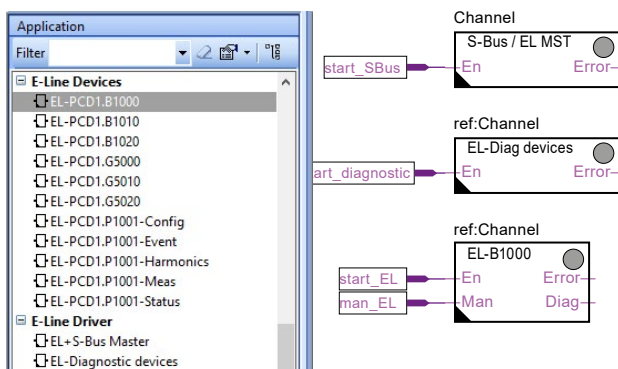 Application
Filter
E-Line Devices
EL-PCD1.B1000
EL-PCD1.B1010
EL-PCD1.B1020
EL-PCD1.G5000
EL-PCD1.G5010
EL-PCD1.G5020
EL-PCD1.P1001-Config
EL-PCD1.P1001-Event
EL-PCD1.P1001-Harmonics
EL-PCD1.P1001-Meas
EL-PCD1.P1001-Status
E-Line Driver
EL+S-Bus Master
EL-Diagnostic devices
Channel
S-Bus / EL MST
start_SBus En Error
ref:Channel
EL-Diag devices
art_diagnostic En Error
ref:Channel
EL-B1000
start_EL En Error
man_EL Man Diag